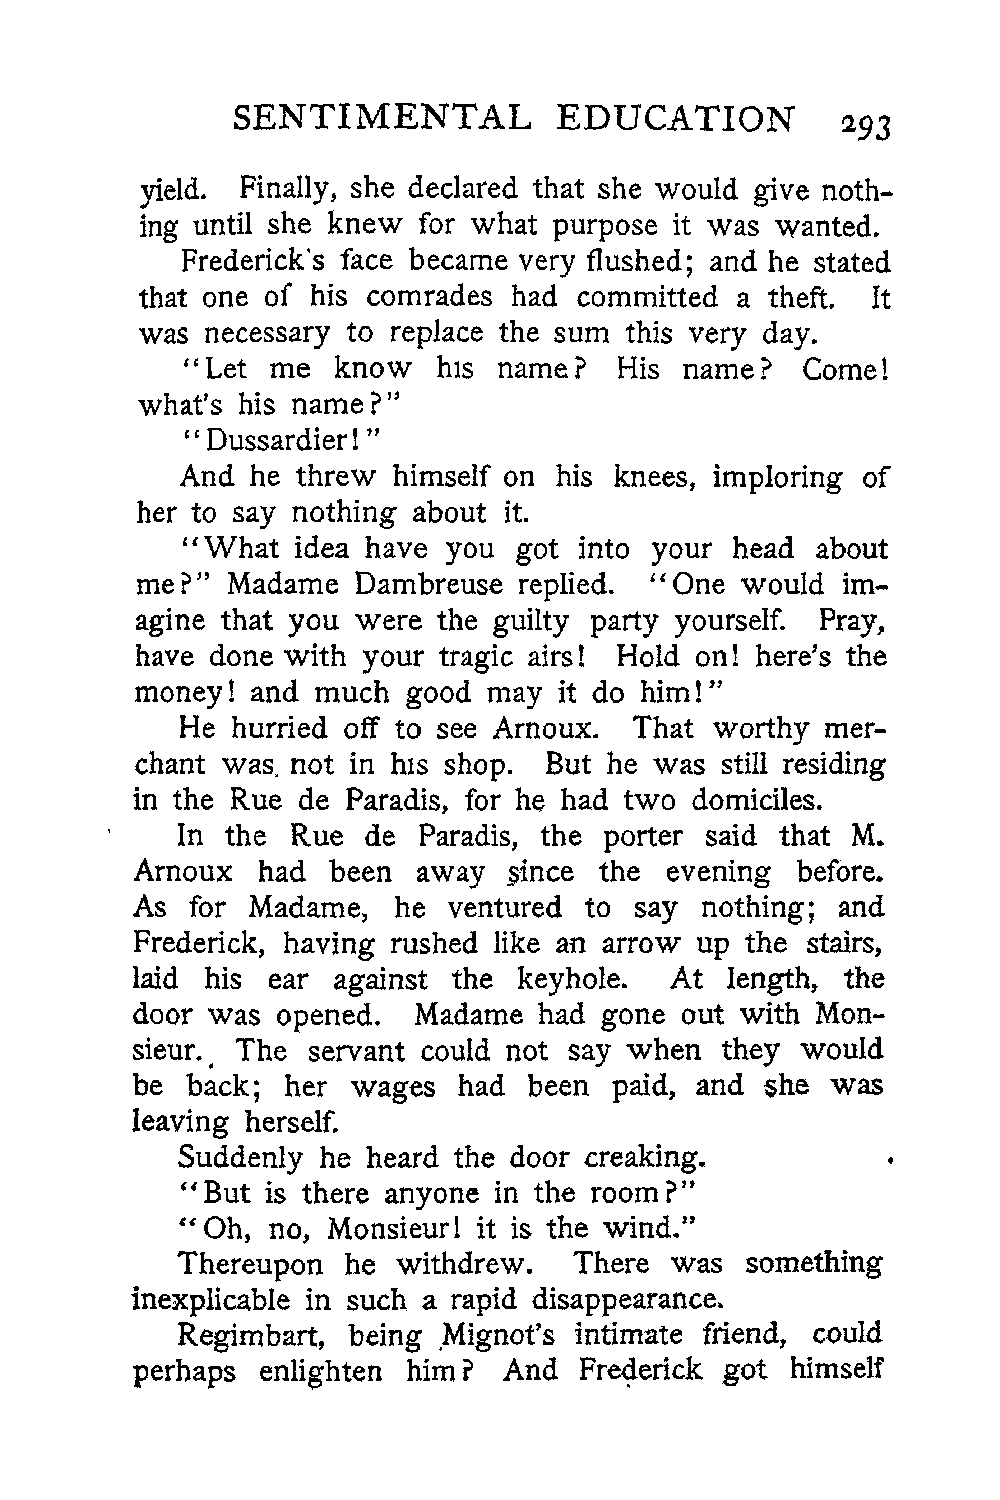 SENTIMENTAL EDUCATION 293
yield. Finally, she declared that she would give noth-
ing until she knew for what purpose it was wanted.
Frederick's face became very flushed; and he stated
that one of his comrades had committed a theft. It
was necessary to replace the sum this very day.
"Let me know his name? His name? Come!
what's his name?"
"Dussardier!"
And he threw himself on his knees, imploring of
her to say nothing about it.
"What idea have you got into your head about
me?" Madame Dambreuse replied. "One would im-
agine that you were the guilty party yourself. Pray,
have done with your tragic airs! Hold on! here's the
money! and much good may it do him!"
He hurried off to see Arnoux. That worthy mer-
chant was not in his shop. But he was still residing
in the Rue de Paradis, for he had two domiciles.
In the Rue de Paradis, the porter said that M.
Arnoux had been away since the evening before.
As for Madame, he ventured to say nothing; and
Frederick, having rushed like an arrow up the stairs,
laid his ear against the keyhole. At length, the
door was opened. Madame had gone out with Mon-
sieur. The servant could not say when they would
be back; her wages had been paid, and she was
leaving herself.
Suddenly he heard the door creaking.
"But is there anyone in the room?"
"Oh, no, Monsieur! it is the wind."
Thereupon he withdrew. There was something
inexplicable in such a rapid disappearance.
Regimbart, being Mignot's intimate friend, could
perhaps enlighten him? And Frederick got himself